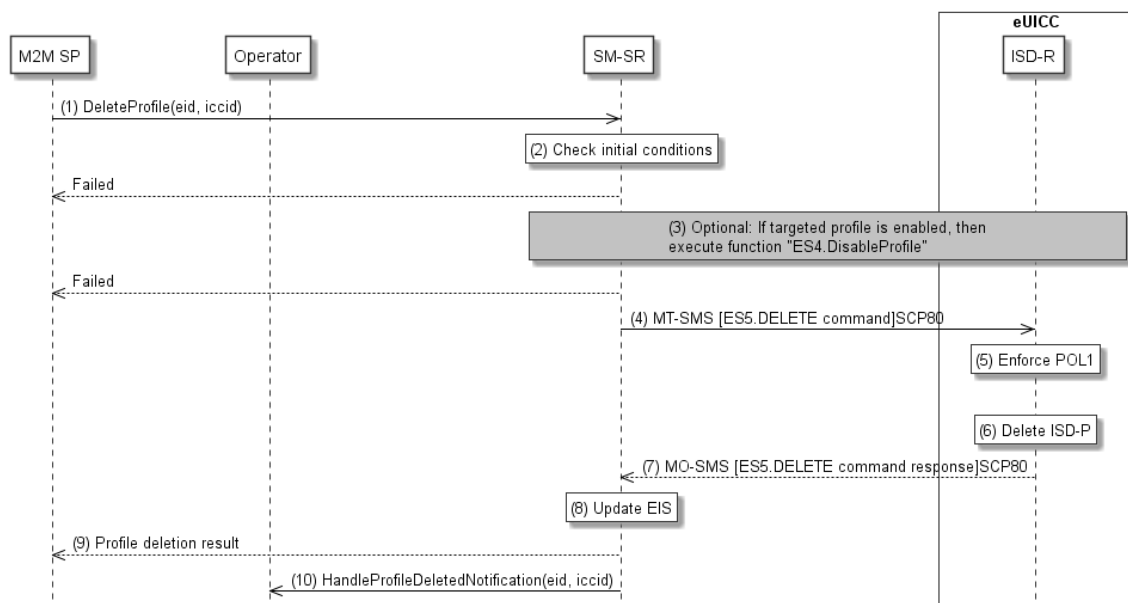 eUICC
M2M SP
Operator
SM-SR
ISD-R
(1) DeleteProfile(eid, iccid)
(2) Check initial conditions
Failed
(3) Optional: If targeted profile is enabled, then
execute function "ES4.DisableProfile"
Failed
(4) MT-SMS [ES5.DELETE command]SCP80
(5) Enforce POL1
(6) Delete ISD-P
(7) MO-SMS [ES5.DELETE command response]SCP80
(8) Update EIS
(9) Profile deletion result
(10) HandleProfileDeletedNotification(eid, iccid)